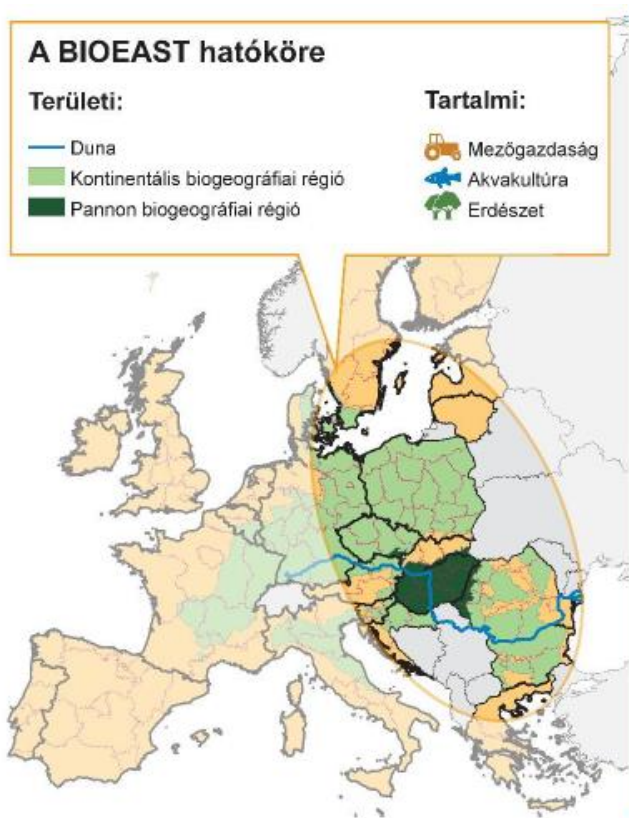 A BIOEAST hatóköre
Területi:
Duna
Kontinentális biogeográfiai régió
Pannon biogeográfiai régió
Tartalmi:
Mezőgazdaság
Akvakultúra
Erdészet